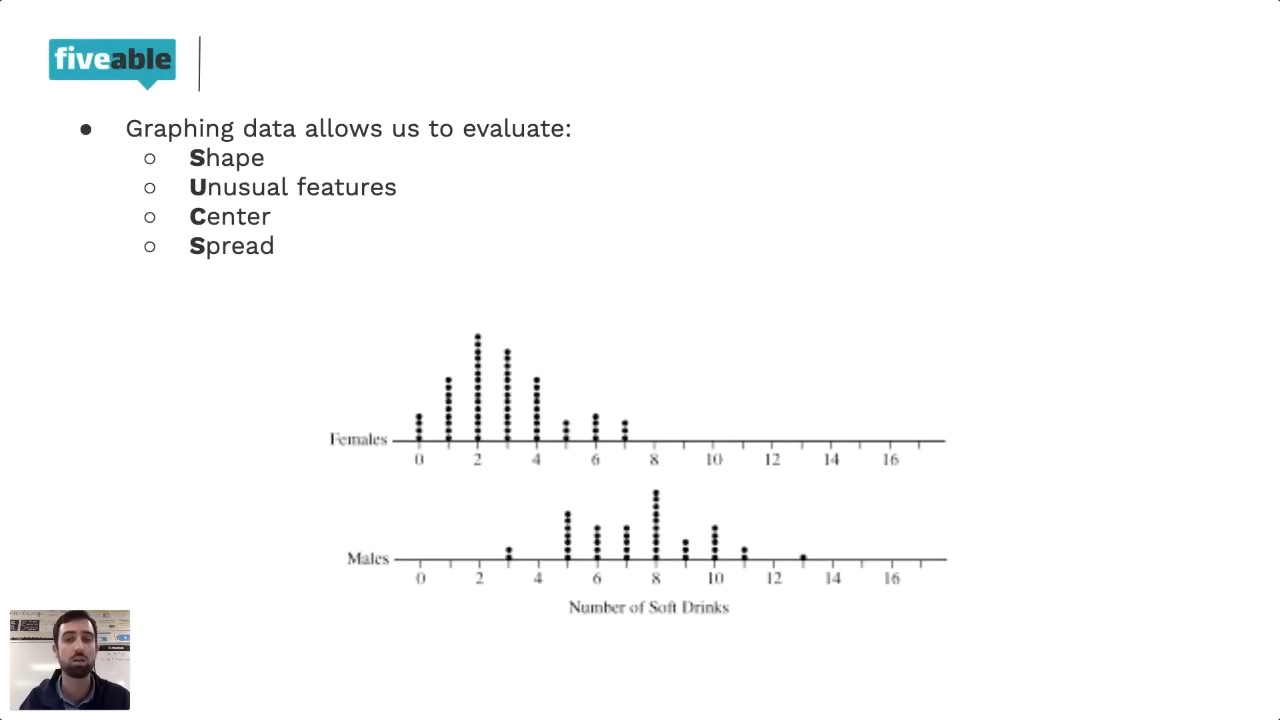 fiveable
● Graphing data allows us to evaluate:
○ Shape
○ Unusual features
○ Center
○ Spread
Females
0 2 4 6 8 10 12 14 16
Males
0 2 4 6 8 10 12 14 16
Number of Soft Drinks